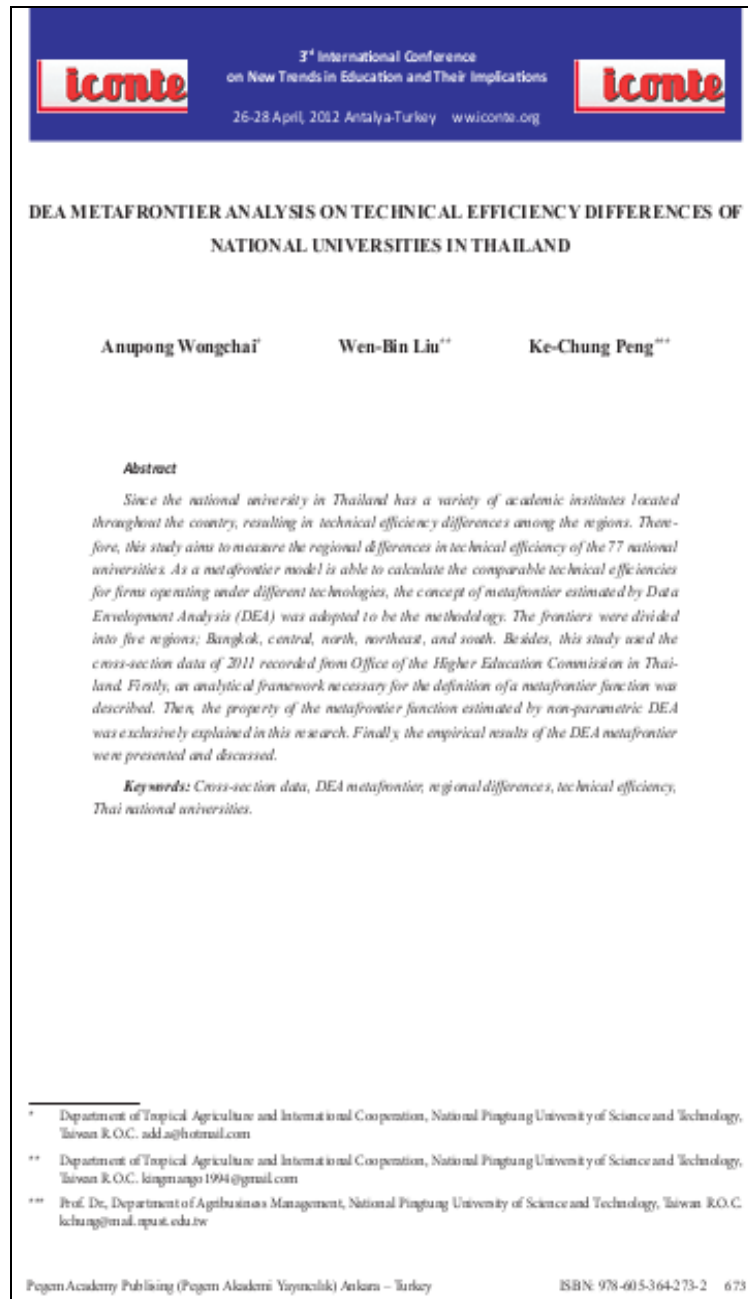 iconte
3rd International Conference
on New Trends in Education and Their Implications
26-28 April, 2012 Antalya-Turkey wwiconte.org
iconte
DEA METAFRONTIER ANALYSIS ON TECHNICAL EFFICIENCY DIFFERENCES OF
NATIONAL UNIVERSITIES IN THAILAND
Anupong Wongchai* Wen-Bin Liu** Ke-Chung Peng***
Abstract
Since the national university in Thailand has a variety of academic institutes located
throughout the country, resulting in technical efficiency differences among the regions. There-
fore, this study aims to measure the regional differences in technical efficiency of the 77 national
universities. As a metafrontier model is able to calculate the comparable technical efficiencies
for firms operating under different technologies, the concept of metafrontier estimated by Data
Envelopment Analysis (DEA) was adopted to be the methodology. The frontiers were divided
into five regions; Bangkok, central, north, northeast, and south. Besides, this study used the
cross-section data of 2011 recorded from Office of the Higher Education Commission in Thai-
land. Firstly, an analytical framework necessary for the definition of a metafrontier function was
described. Then, the property of the metafrontier function estimated by non-parametric DEA
was exclusively explained in this research. Finally, the empirical results of the DEA metafrontier
were presented and discussed.
Keywords: Cross-section data, DEA metafrontier, regional differences, technical efficiency,
Thai national universities.
* Department of Tropical Agriculture and International Cooperation, National Pingtung University of Science and Technology,
Taiwan R.O.C. add.a@hotmail.com
** Department of Tropical Agriculture and International Cooperation, National Pingtung University of Science and Technology,
Taiwan R.O.C. kingmango1994@gmail.com
*** Prof. Dr., Department of Agribusiness Management, National Pingtung University of Science and Technology, Taiwan R.O.C.
kchung@mail.npust.edu.tw
Pegem Academy Publising (Pegem Akademi Yayıncılık) Ankara – Turkey ISBN: 978-605-364-273-2 673